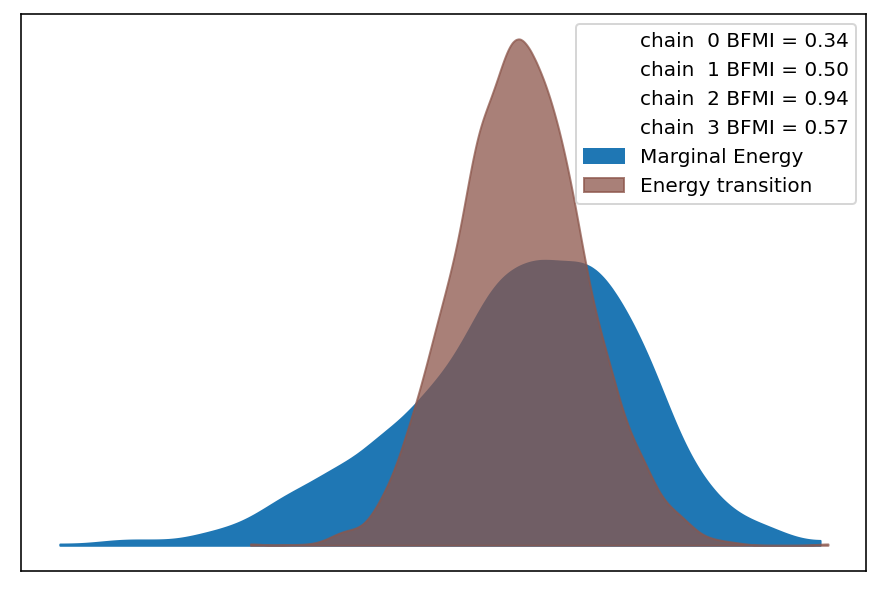 chain  0 BFMI = 0.34
chain  1 BFMI = 0.50
chain  2 BFMI = 0.94
chain  3 BFMI = 0.57
Marginal Energy
Energy transition